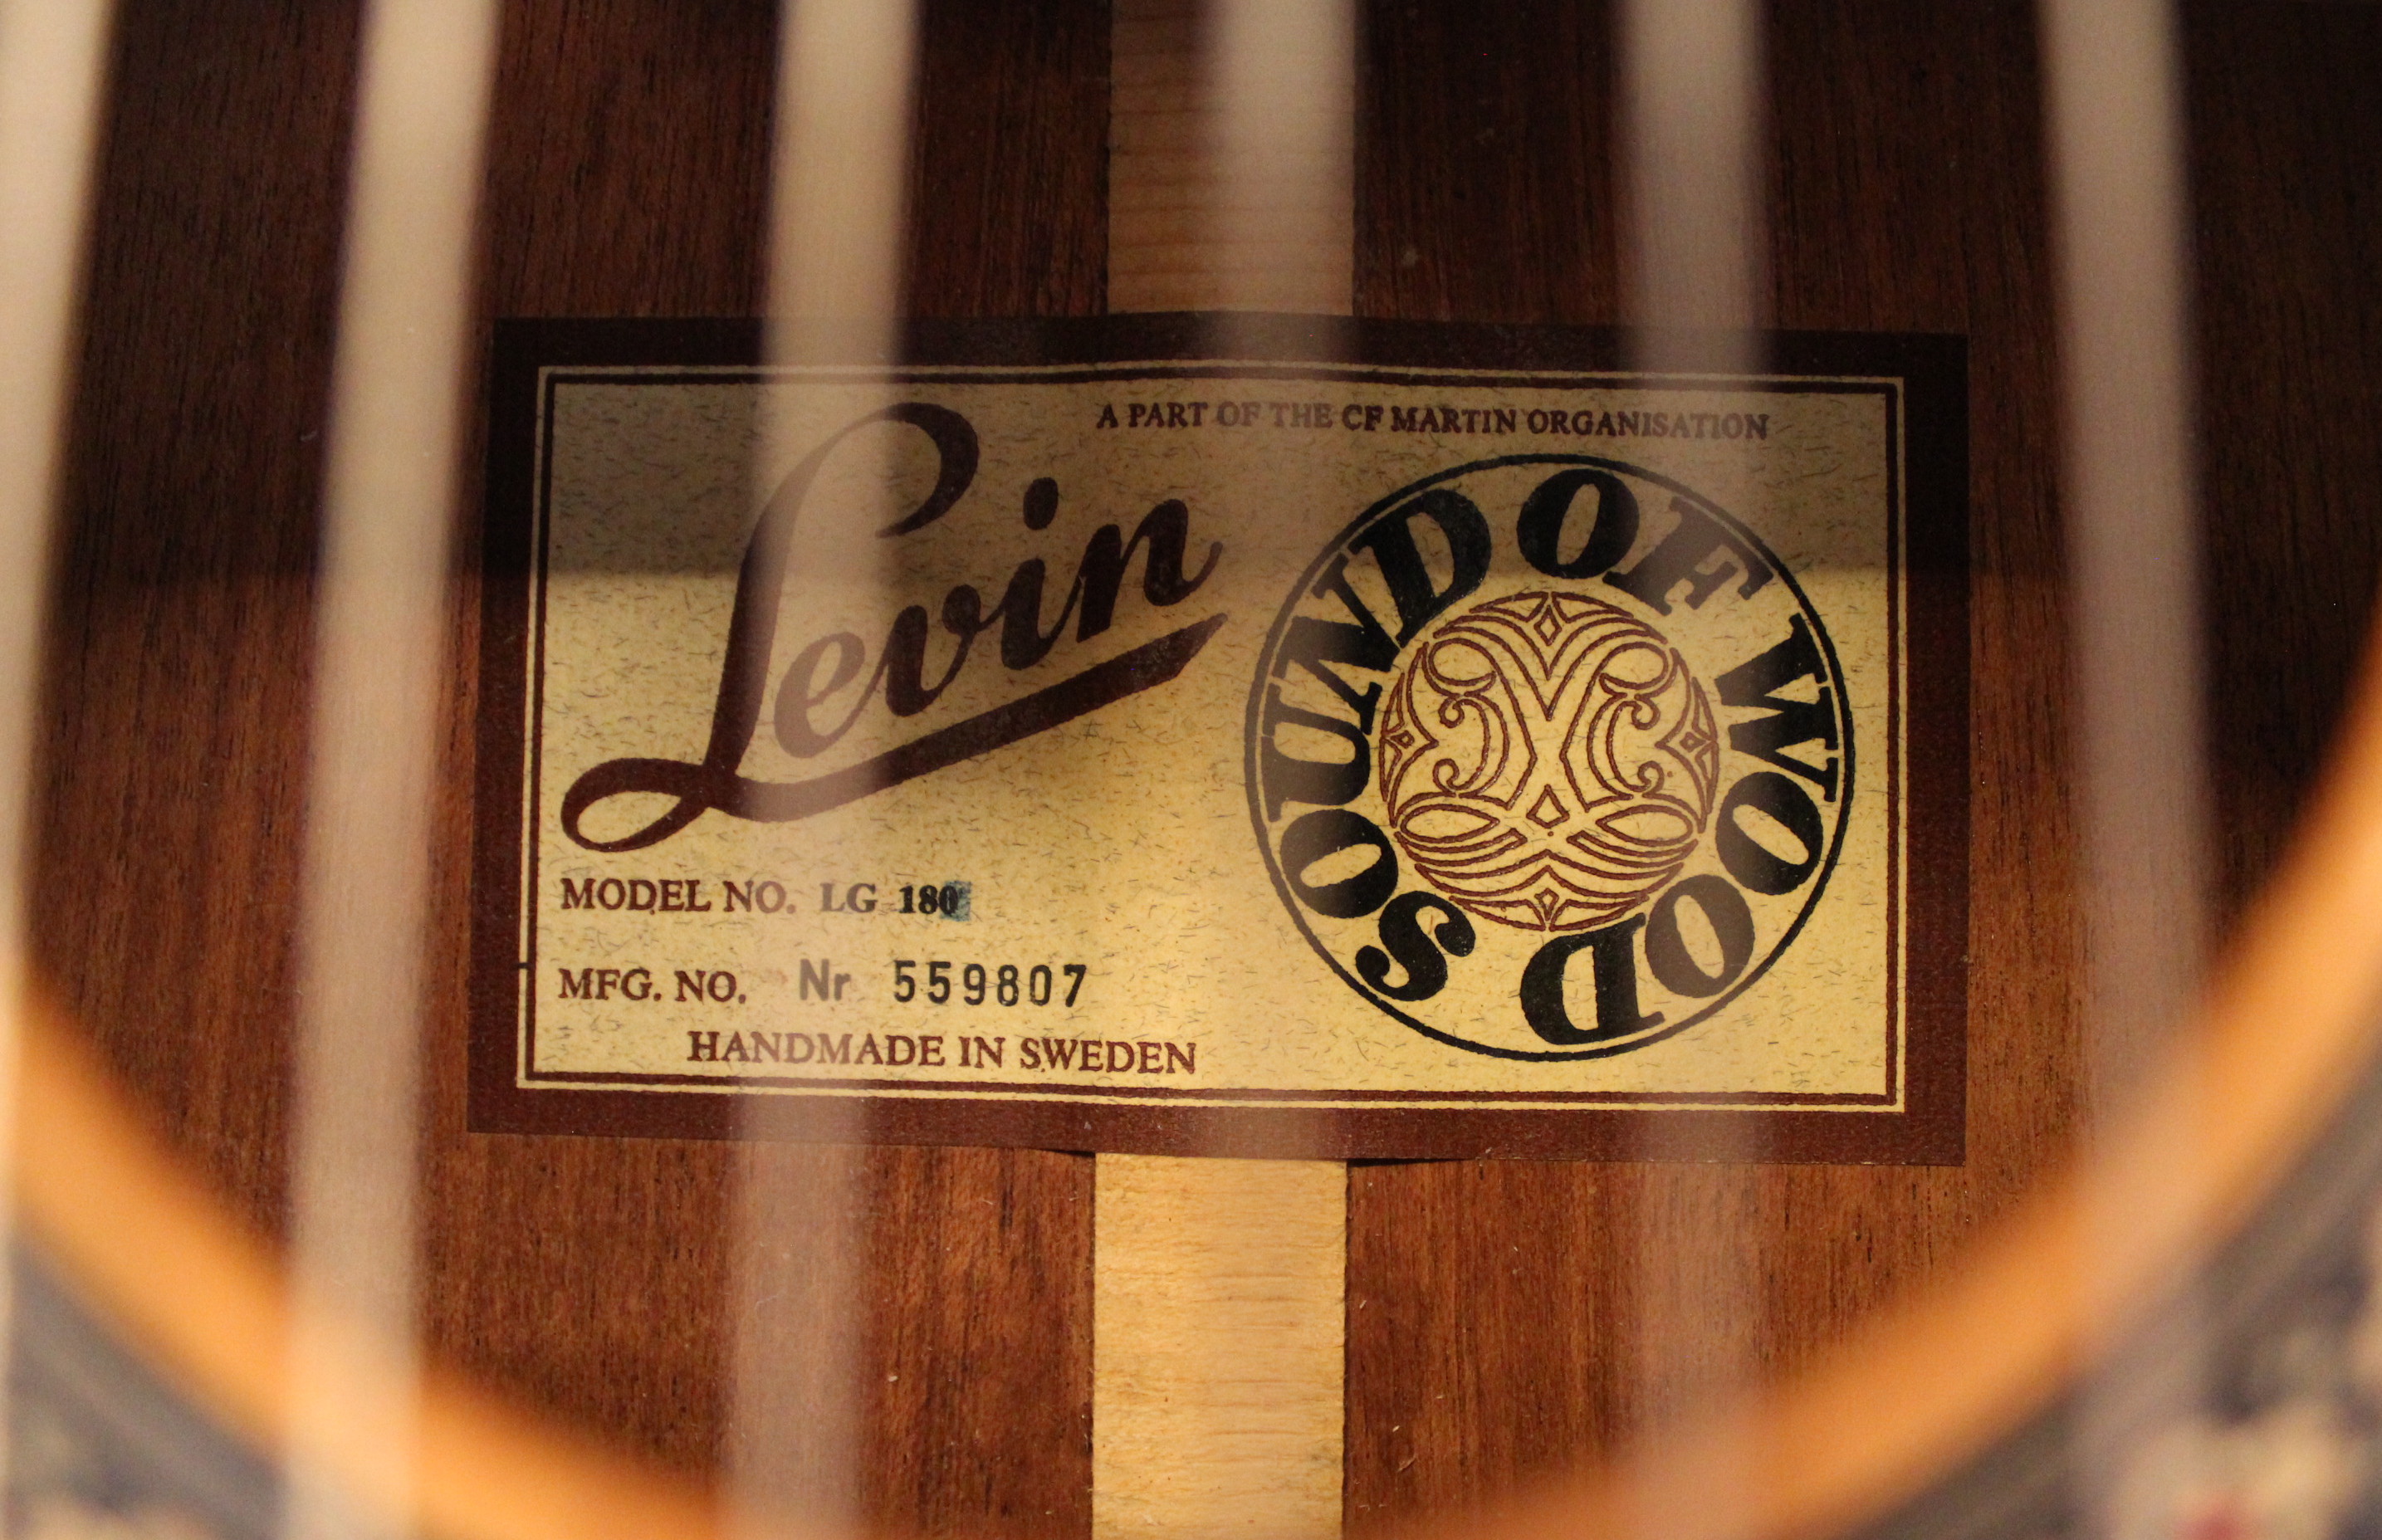 A PART OF THE CF MARTIN ORGANISATION
Levin
SOUND OF WOOD
MODEL NO. LG 180
MFG. NO. Nr 559807
HANDMADE IN SWEDEN